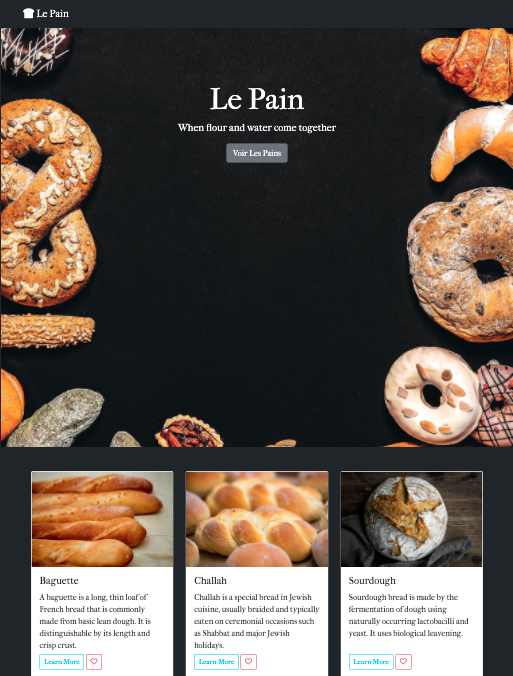 Le Pain
Le Pain
When flour and water come together
Voir Les Pains
Baguette
A baguette is a long, thin loaf of
French bread that is commonly
made from basic lean dough. It is
distinguishable by its length and
crisp crust.
Learn More
Challah
Challah is a special bread in Jewish
cuisine, usually braided and typically
eaten on ceremonial occasions such
as Shabbat and major Jewish
holidays.
Learn More
Sourdough
Sourdough bread is made by the
fermentation of dough using
naturally occurring lactobacilli and
yeast. It uses biological leavening.
Learn More